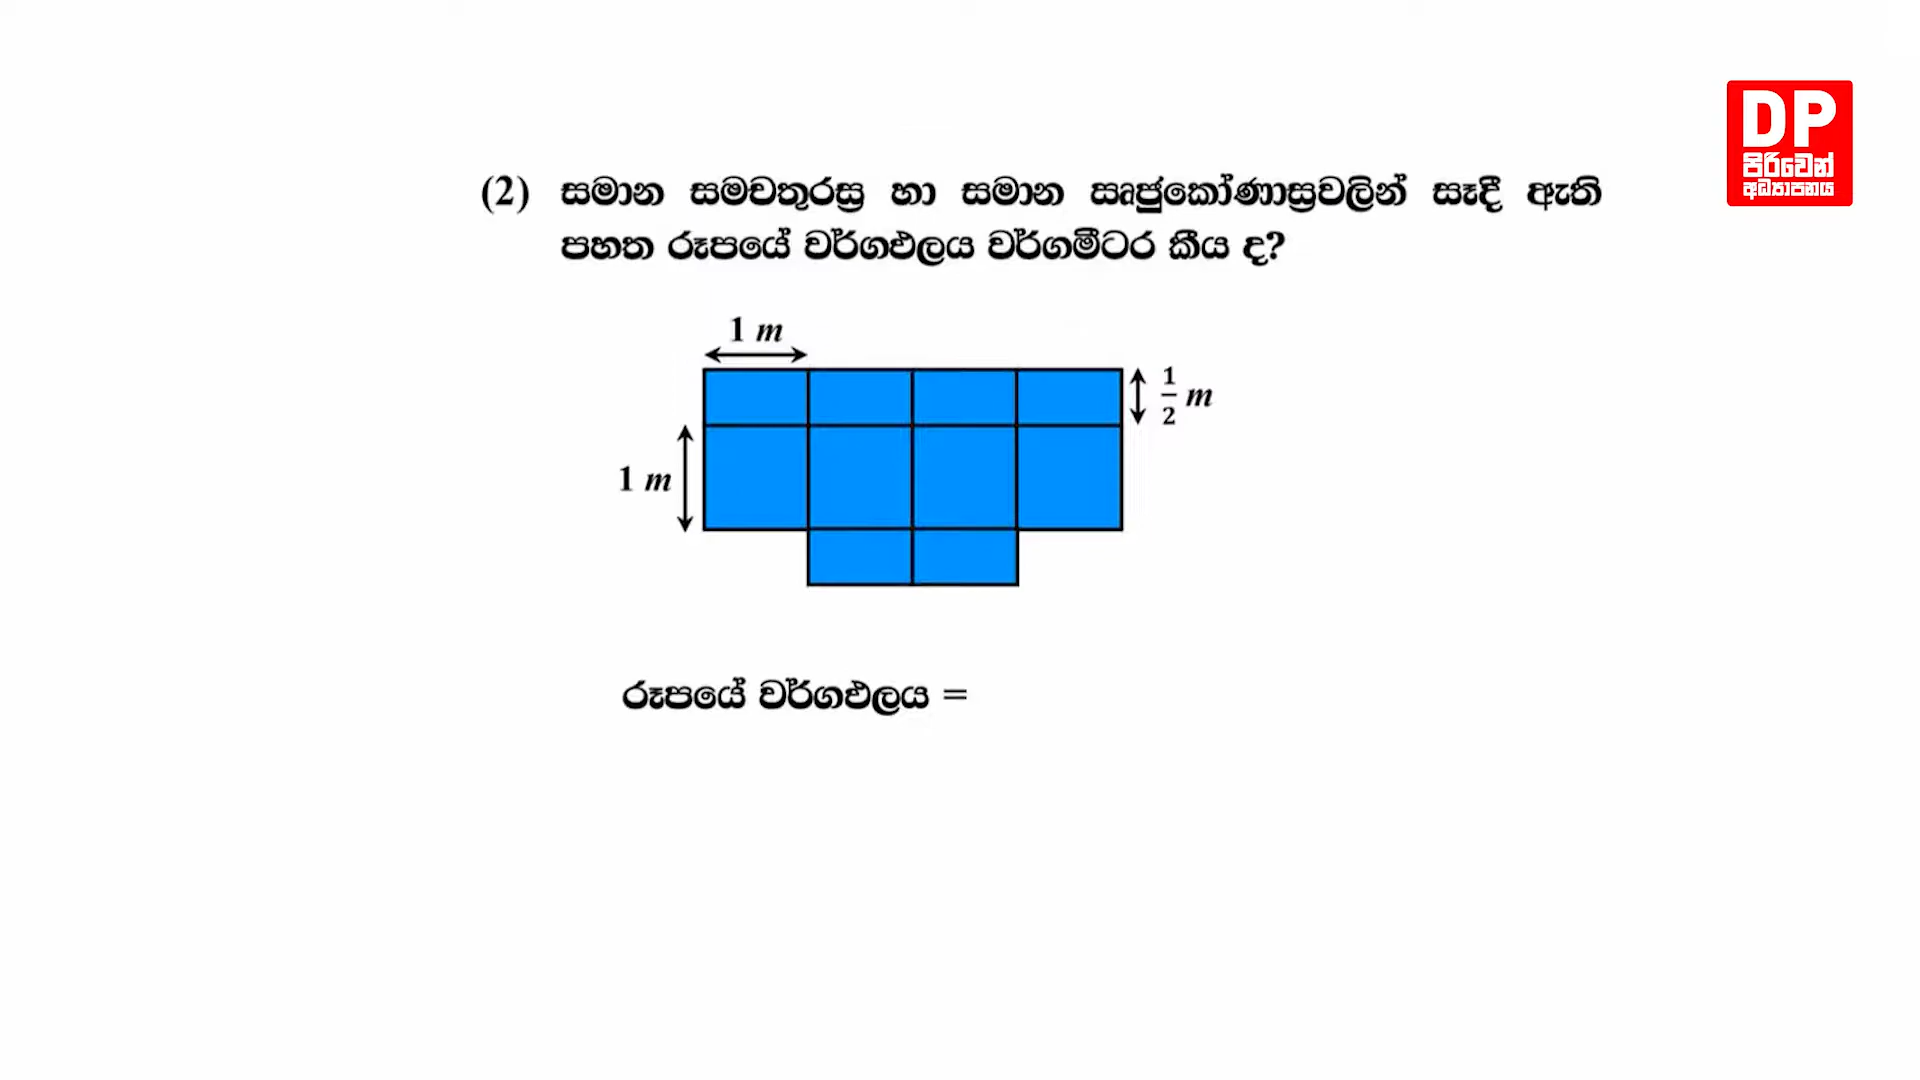 DP
පිරිවෙන්
අධ්‍යාපනය
(2) සමාන සමචතුරස්‍ර හා සමාන ඍජුකෝණාස්‍රවලින් සෑදී ඇති
පහත රූපයේ වර්ගඵලය වර්ගමීටර කීය ද?
1 m
1/2 m
1 m
රූපයේ වර්ගඵලය =